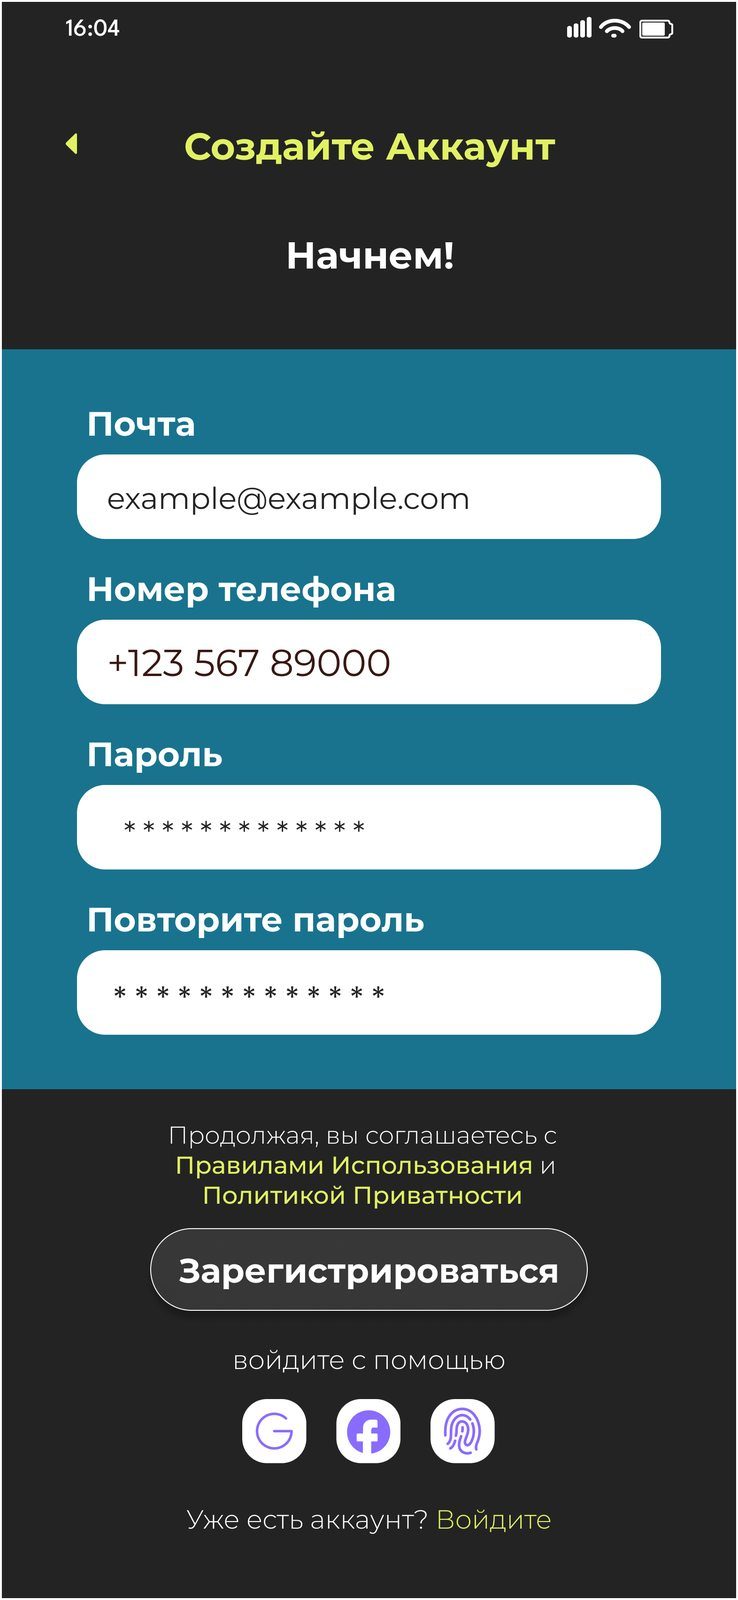 16:04
Создайте Аккаунт
Начнем!
Почта
example@example.com
Номер телефона
+123 567 89000
Пароль
*************
Повторите пароль
*************
Продолжая, вы соглашаетесь с
Правилами Использования и
Политикой Приватности
Зарегистрироваться
войдите с помощью
Уже есть аккаунт? Войдите